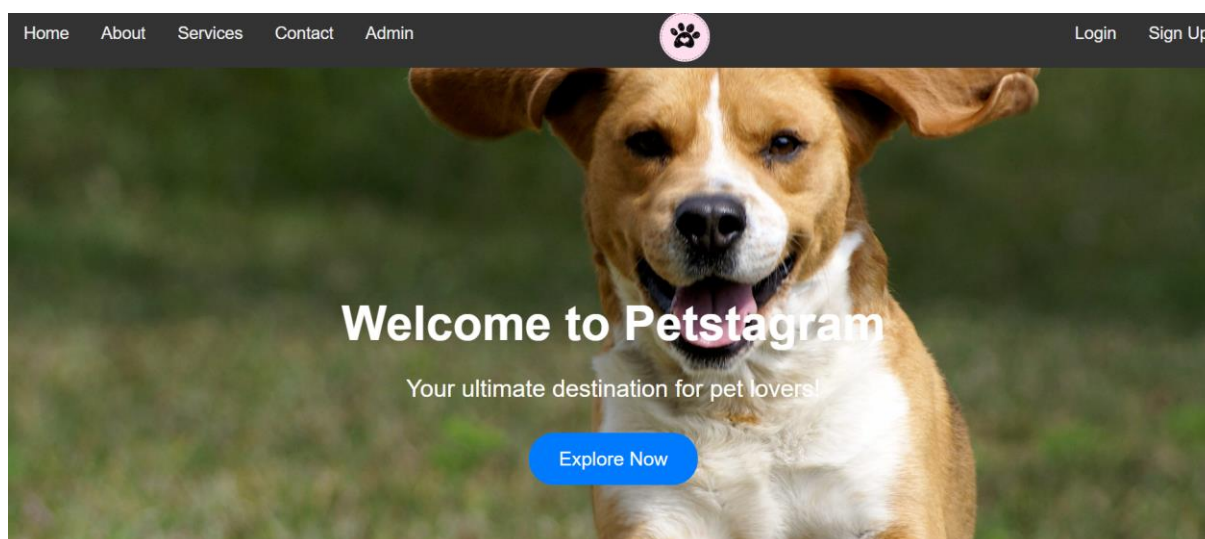 Home About Services Contact Admin Login Sign Up
Welcome to Petstagram
Your ultimate destination for pet lovers!
Explore Now